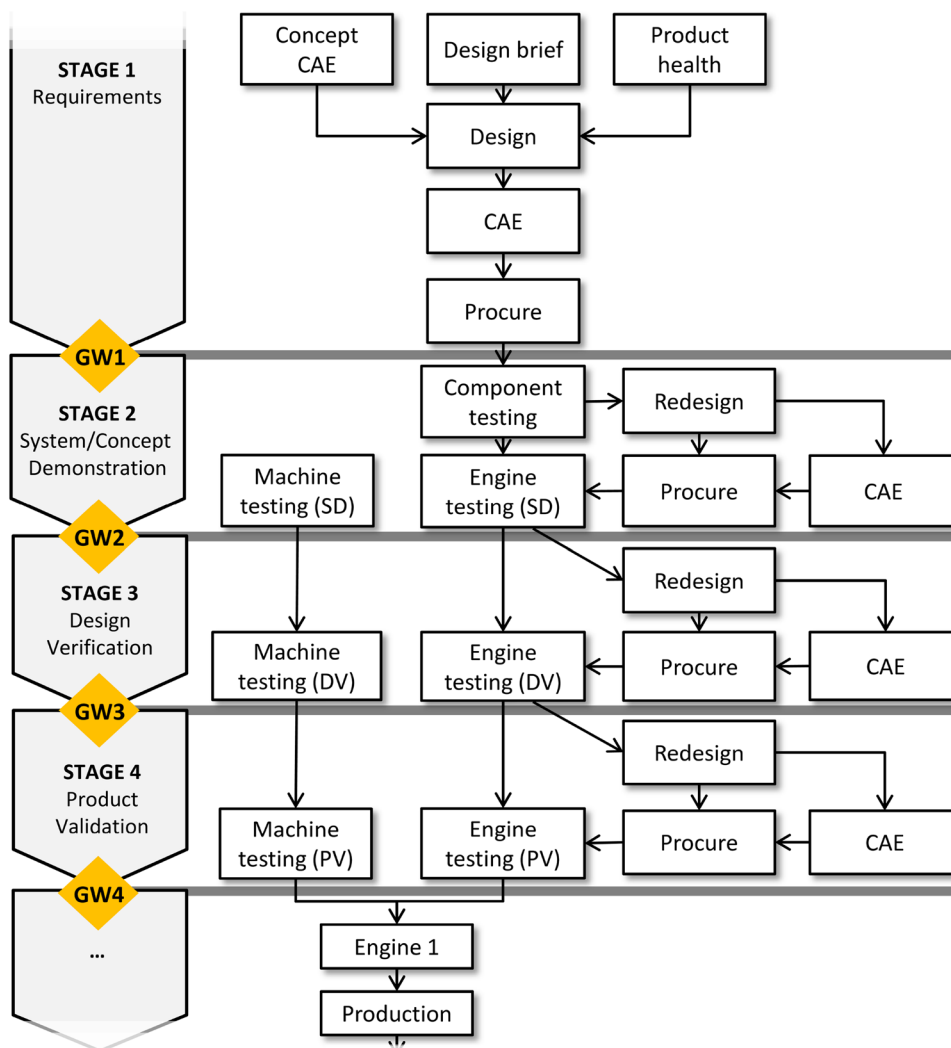 STAGE 1
Requirements
Concept
CAE
Design brief
Product
health
Design
CAE
Procure
GW1
STAGE 2
System/Concept
Demonstration
Component
testing
Redesign
Machine
testing (SD)
Engine
testing (SD)
Procure
CAE
GW2
STAGE 3
Design
Verification
Redesign
Machine
testing (DV)
Engine
testing (DV)
Procure
CAE
GW3
STAGE 4
Product
Validation
Redesign
Machine
testing (PV)
Engine
testing (PV)
Procure
CAE
GW4
...
Engine 1
Production